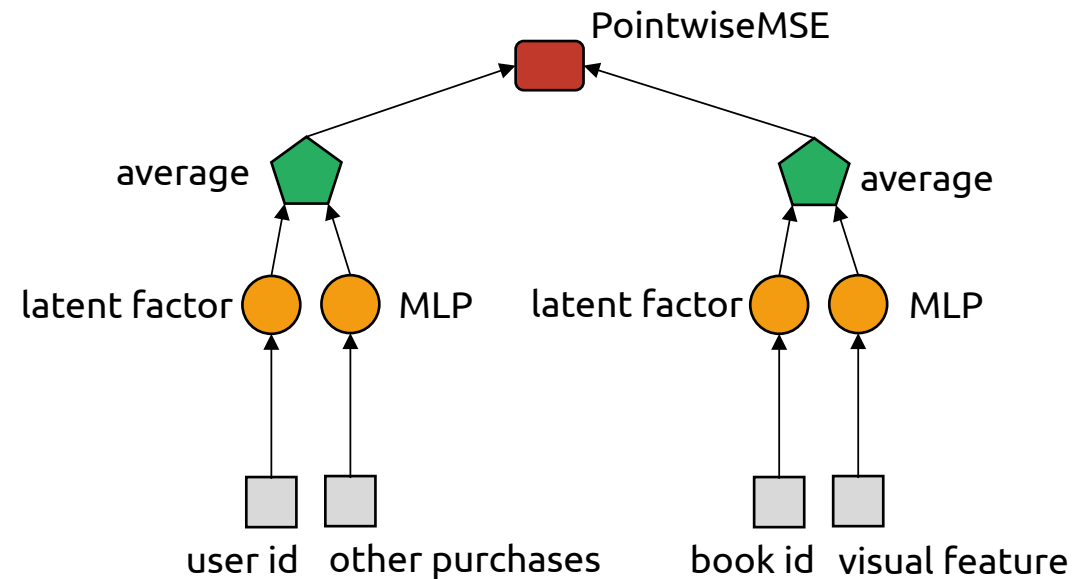 PointwiseMSE
average
average
latent factor
MLP
latent factor
MLP
user id
other purchases
book id
visual feature